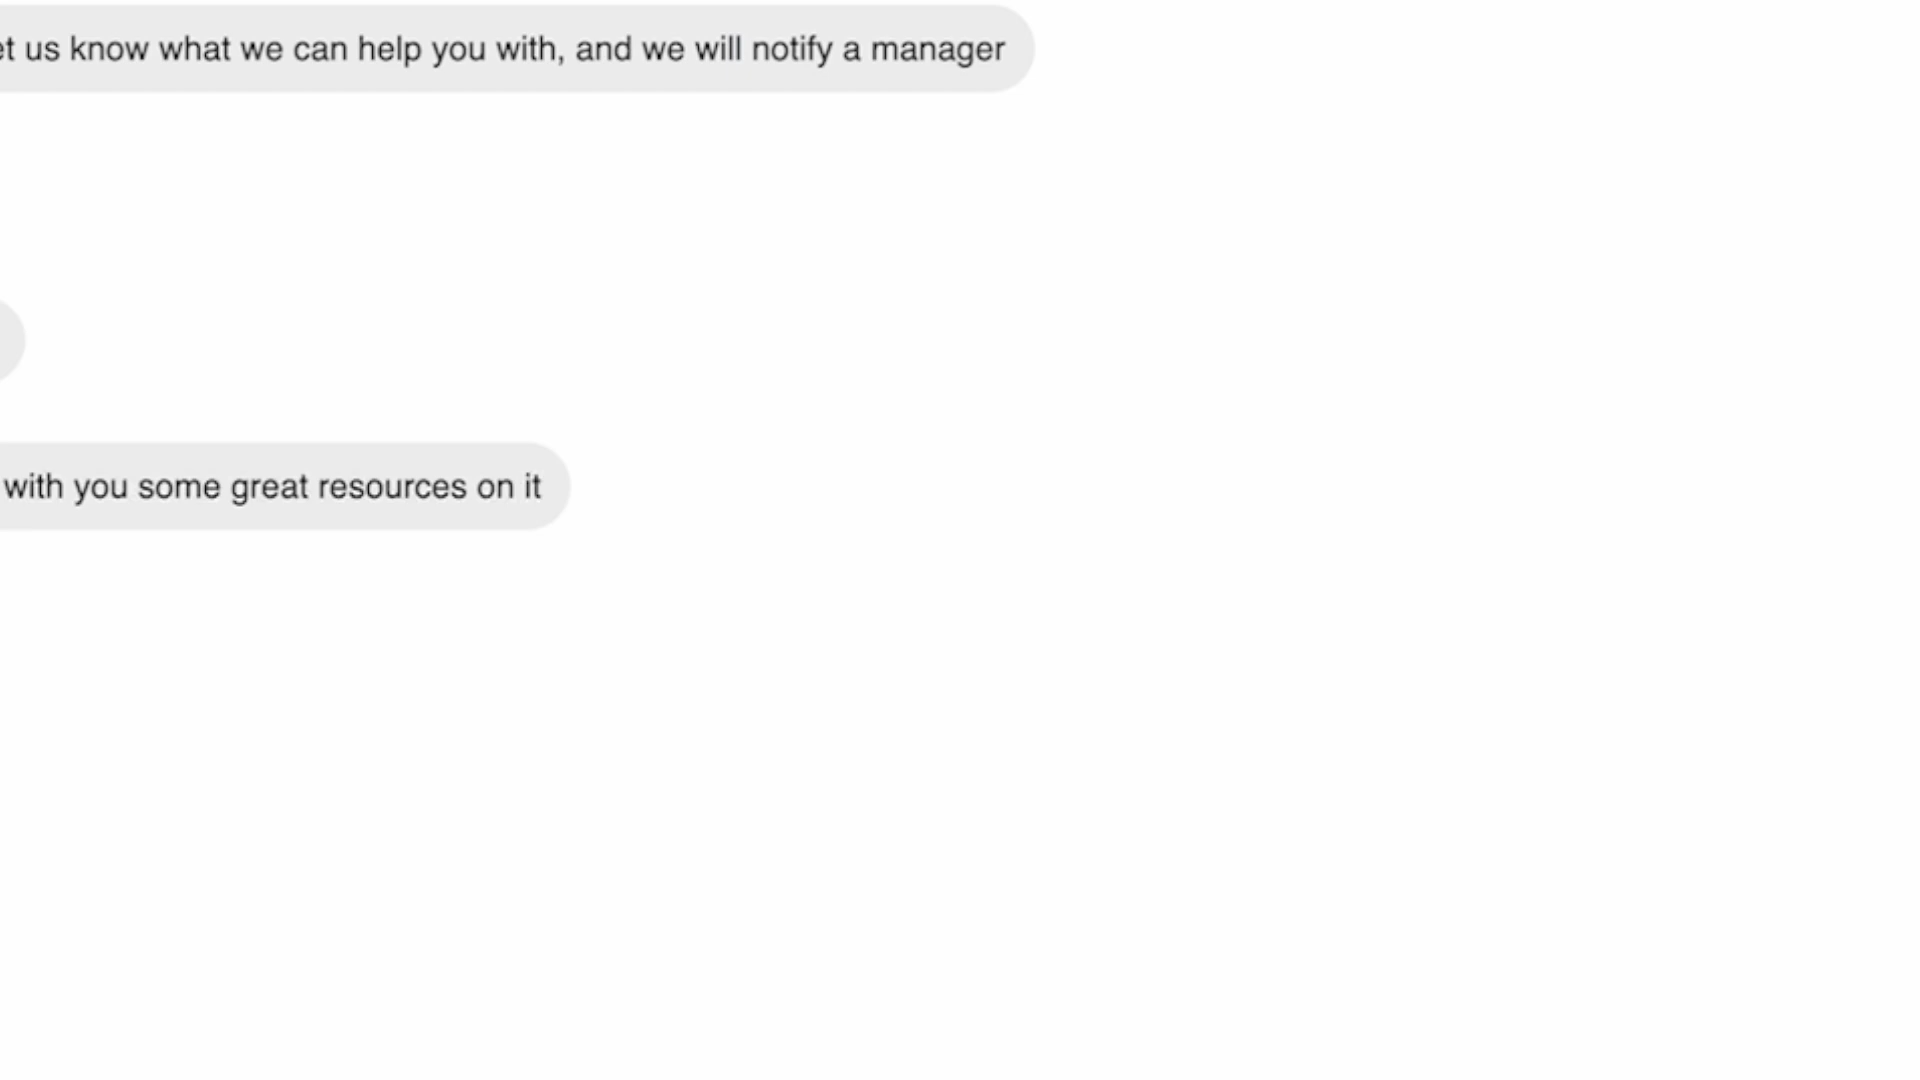 us know what we can help you with, and we will notify a manager
with you some great resources on it